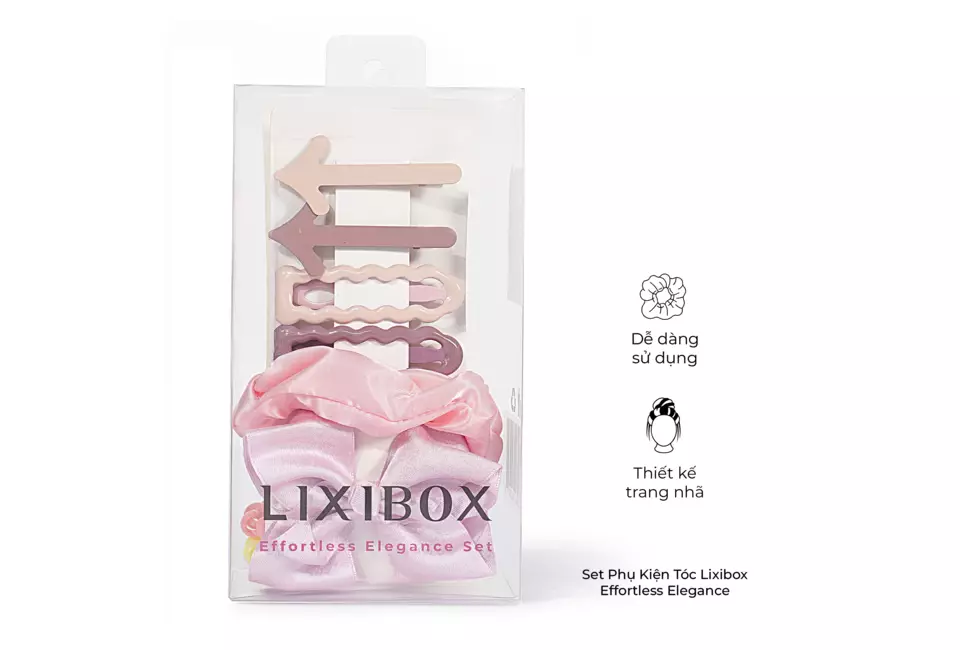 LIXIBOX
Effortless Elegance Set
Dễ dàng
sử dụng
Thiết kế
trang nhã
Set Phụ Kiện Tóc Lixibox
Effortless Elegance